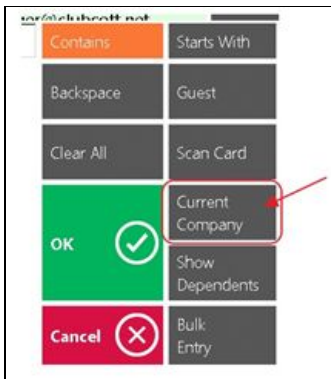 Contains
Starts With
Backspace
Guest
Clear All
Scan Card
Current
Company
OK
Show
Dependents
Cancel
Bulk
Entry